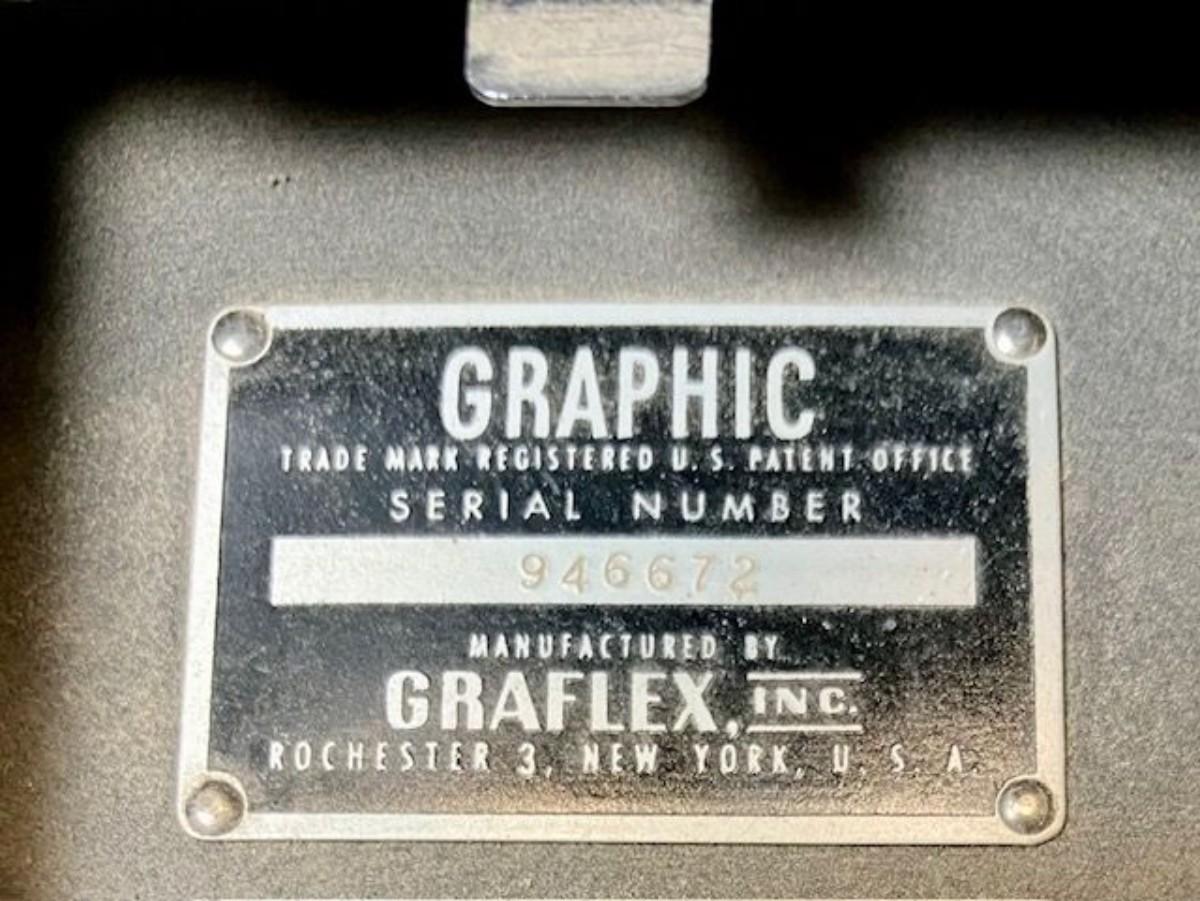 GRAPHIC
TRADE MARK REGISTERED U. S. PATENT OFFICE
SERIAL NUMBER
946672
MANUFACTURED BY
GRAFLEX, INC.
ROCHESTER 3, NEW YORK, U. S. A.